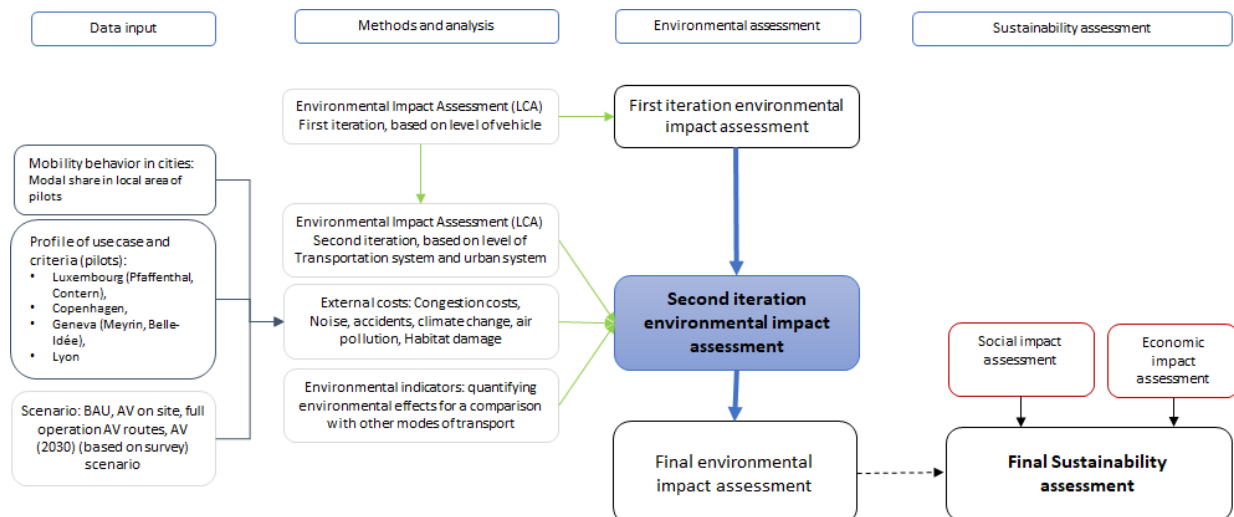 Data input
Methods and analysis
Environmental assessment
Sustainability assessment
Environmental Impact Assessment (LCA)
First iteration, based on level of vehicle
First iteration environmental
impact assessment
Mobility behavior in cities:
Modal share in local area of
pilots
Profile of use case and
criteria (pilots):
• Luxembourg (Pfaffenthal,
Contern),
• Copenhagen,
• Geneva (Meyrin, Belle-
Idée),
• Lyon
Scenario: BAU, AV on site, full
operation AV routes, AV
(2030) (based on survey)
scenario
Environmental Impact Assessment (LCA)
Second iteration, based on level of
Transportation system and urban system
External costs: Congestion costs,
Noise, accidents, climate change, air
pollution, Habitat damage
Environmental indicators: quantifying
environmental effects for a comparison
with other modes of transport
Second iteration
environmental impact
assessment
Final environmental
impact assessment
Social impact
assessment
Economic
impact
assessment
Final Sustainability
assessment